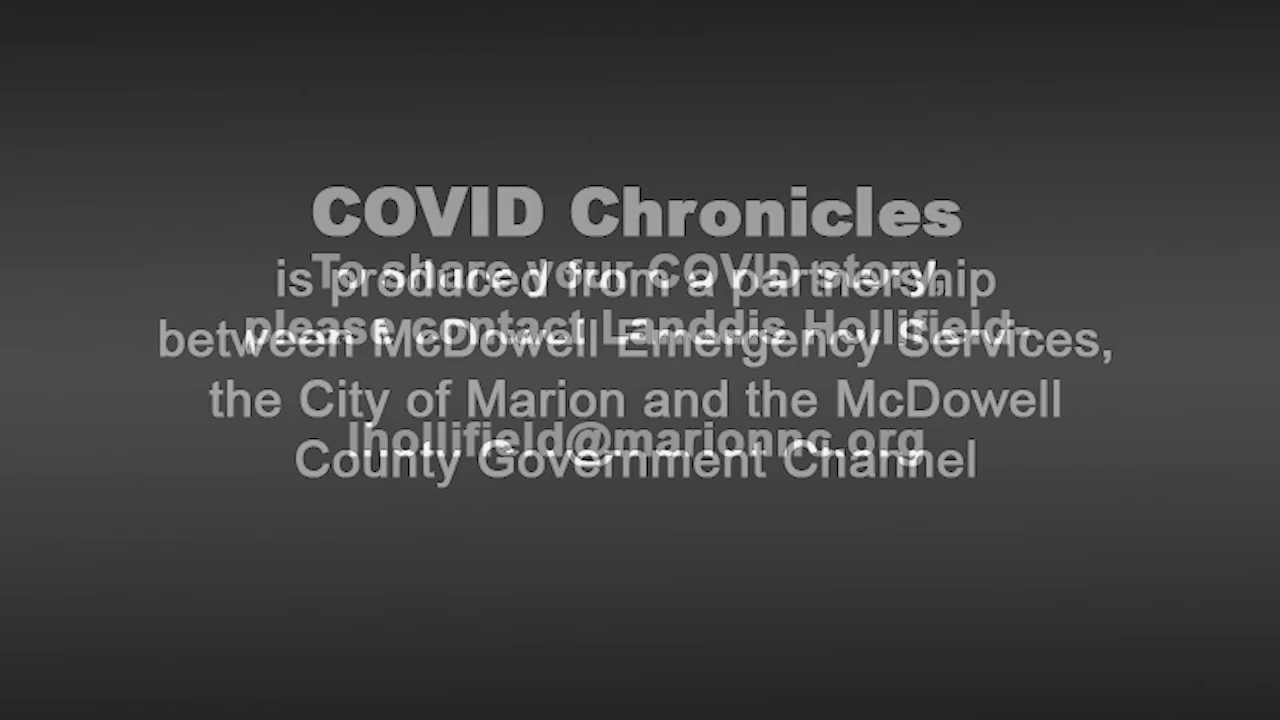 COVID Chronicles
To share your COVID story,
is produced from a partnership
please contact Landdis Hollifield-
between McDowell Emergency Services,
the City of Marion and the McDowell
lhollifield@marionnc.org
County Government Channel